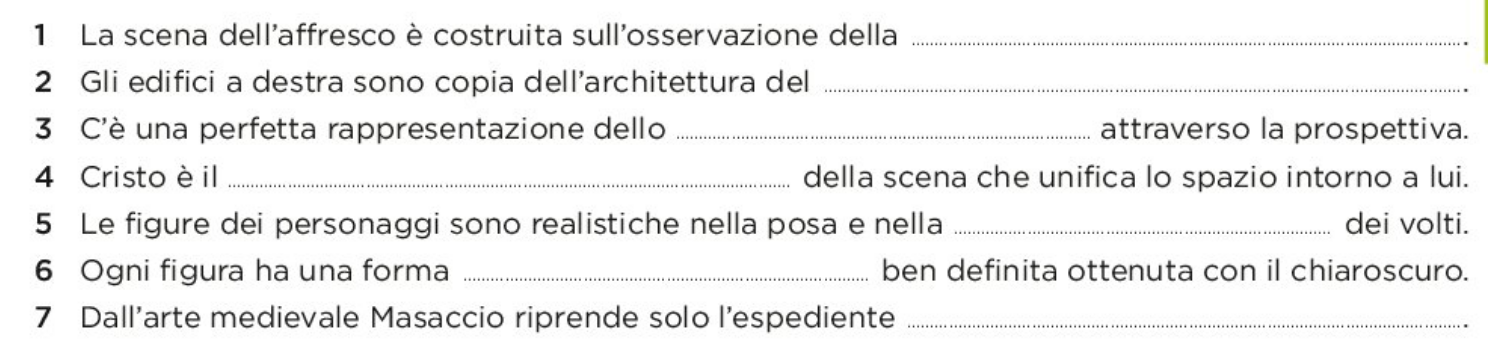 1 La scena dell'affresco è costruita sull'osservazione della ........................................ .
2 Gli edifici a destra sono copia dell'architettura del ........................................ .
3 C'è una perfetta rappresentazione dello ........................................ attraverso la prospettiva.
4 Cristo è il ........................................ della scena che unifica lo spazio intorno a lui.
5 Le figure dei personaggi sono realistiche nella posa e nella ........................................ dei volti.
6 Ogni figura ha una forma ........................................ ben definita ottenuta con il chiaroscuro.
7 Dall'arte medievale Masaccio riprende solo l'espediente ........................................ .